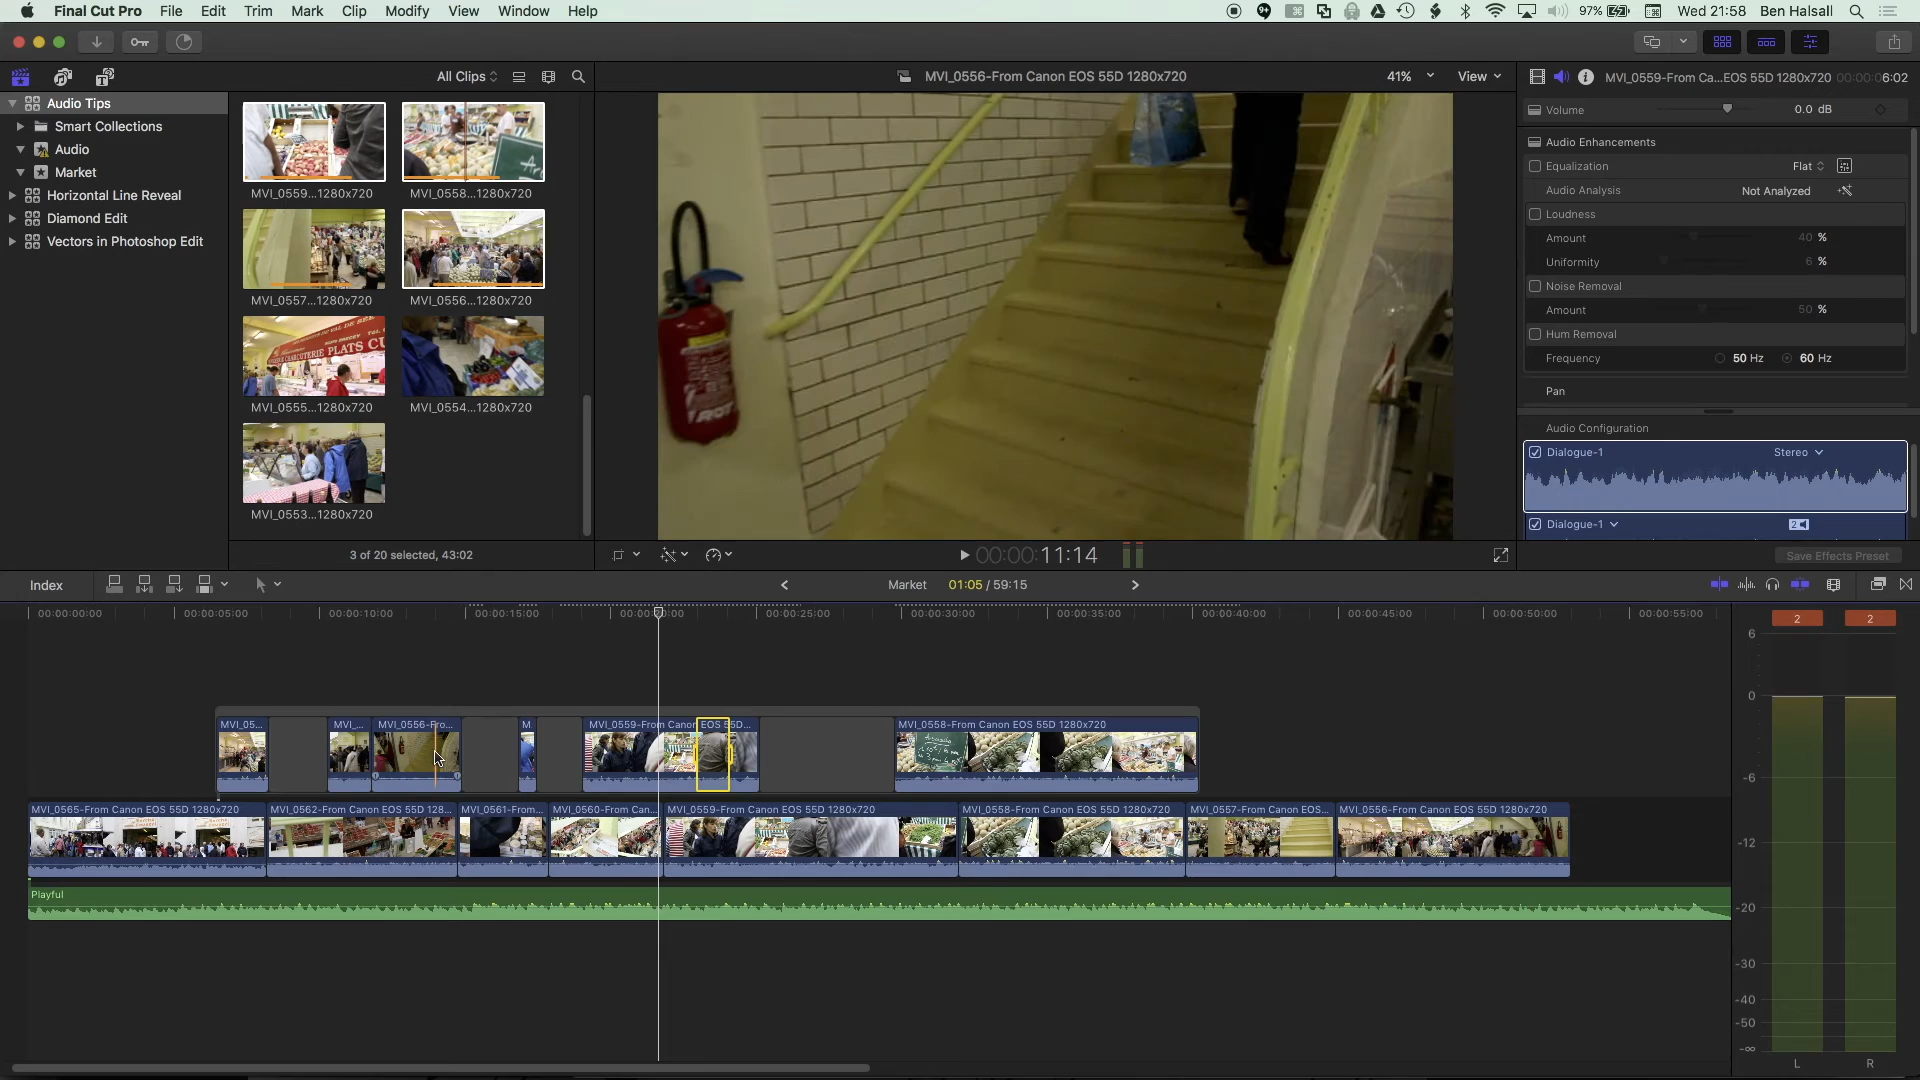 Final Cut Pro File Edit Trim Mark Clip Modify View Window Help
97% Wed 21:58 Ben Halsall
All Clips
MVI_0556-From Canon EOS 55D 1280x720
41% View
MVI_0559-From Ca...EOS 55D 1280x720 00:00:06:02
Audio Tips
Smart Collections
Audio
Market
Horizontal Line Reveal
Diamond Edit
Vectors in Photoshop Edit
MVI_0559...1280x720
MVI_0558...1280x720
MVI_0557...1280x720
MVI_0556...1280x720
MVI_0555...1280x720
MVI_0554...1280x720
MVI_0553...1280x720
3 of 20 selected, 43:02
00:00:11:14
Volume 0.0 dB
Audio Enhancements
Equalization Flat
Audio Analysis Not Analyzed
Loudness
Amount 40 %
Uniformity 6 %
Noise Removal
Amount 50 %
Hum Removal
Frequency 50 Hz 60 Hz
Pan
Audio Configuration
Dialogue-1 Stereo
Dialogue-1 2
Save Effects Preset
Index
Market 01:05 / 59:15
00:00:00:00 00:00:05:00 00:00:10:00 00:00:15:00 00:00:25:00 00:00:30:00 00:00:35:00 00:00:40:00 00:00:45:00 00:00:50:00 00:00:55:00
MVI_05... MVI_... MVI_0556-Fro... M. MVI_0559-From Canon EOS 55D... MVI_0558-From Canon EOS 55D 1280x720
MVI_0565-From Canon EOS 55D 1280x720 MVI_0562-From Canon EOS 55D 128... MVI_0561-From... MVI_0560-From Can... MVI_0559-From Canon EOS 55D 1280x720 MVI_0558-From Canon EOS 55D 1280x720 MVI_0557-From Canon EOS... MVI_0556-From Canon EOS 55D 1280x720
Playful
2 2
6
0
-6
-12
-20
-30
-40
-50
-∞
L R